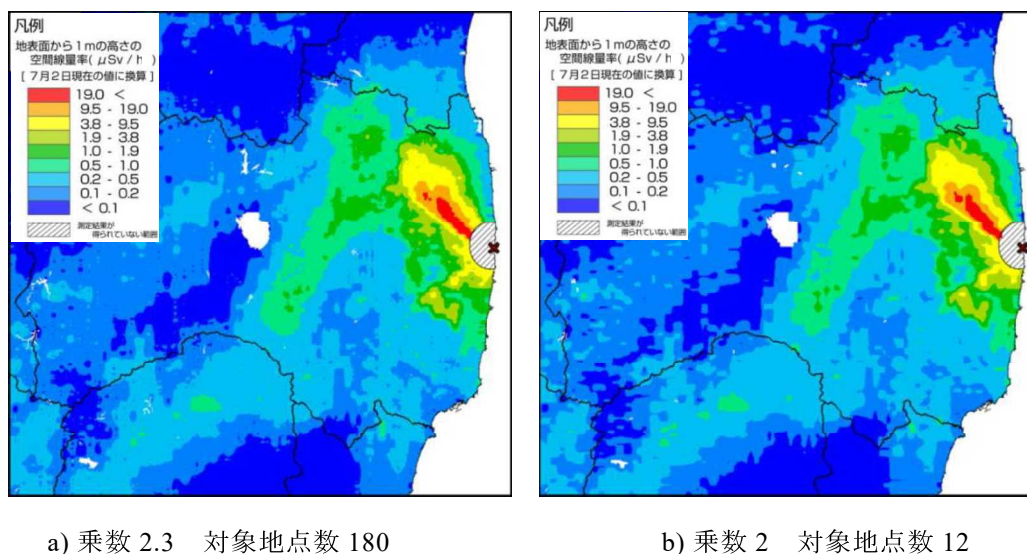 凡例
地表面から1mの高さの
空間線量率(μSv/h)
[7月2日現在の値に換算]
19.0 <
9.5 - 19.0
3.8 - 9.5
1.9 - 3.8
1.0 - 1.9
0.5 - 1.0
0.2 - 0.5
0.1 - 0.2
< 0.1
測定結果が
得られていない範囲
凡例
地表面から1mの高さの
空間線量率(μSv/h)
[7月2日現在の値に換算]
19.0 <
9.5 - 19.0
3.8 - 9.5
1.9 - 3.8
1.0 - 1.9
0.5 - 1.0
0.2 - 0.5
0.1 - 0.2
< 0.1
測定結果が
得られていない範囲
a) 乗数 2.3 対象地点数 180
b) 乗数 2 対象地点数 12